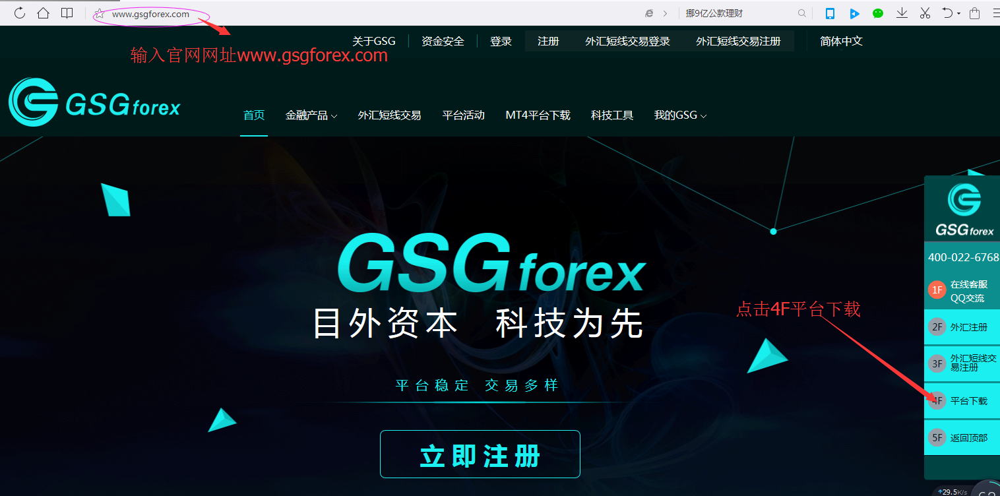 www.gsgforex.com
挪9亿公款理财
关于GSG 资金安全 登录 注册 外汇短线交易登录 外汇短线交易注册 简体中文
输入官网网址www.gsgforex.com
GSG forex
首页 金融产品 外汇短线交易 平台活动 MT4平台下载 科技工具 我的GSG
GSG forex
目外资本 科技为先
平台稳定 交易多样
立即注册
点击4F平台下载
GSG forex
400-022-6768
1F 在线客服
QQ交流
2F 外汇注册
3F 外汇短线交
易注册
4F 平台下载
5F 返回顶部
29.5K/s